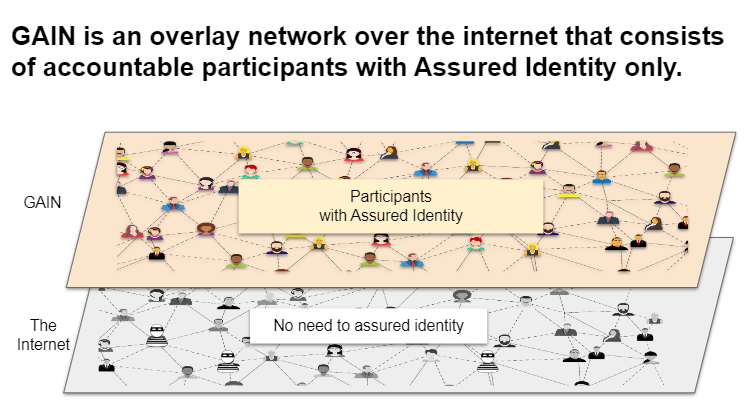 GAIN is an overlay network over the internet that consists
of accountable participants with Assured Identity only.
GAIN
Participants
with Assured Identity
The
Internet
No need to assured identity